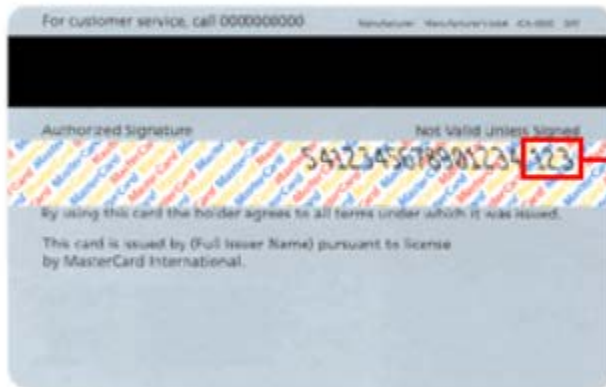 For customer service, call 0000000000
Authorized Signature Not Valid Unless Signed
5412345678901234 123
By using this card the holder agrees to all terms under which it was issued.
This card is issued by (Full Issuer Name) pursuant to license
by MasterCard International.